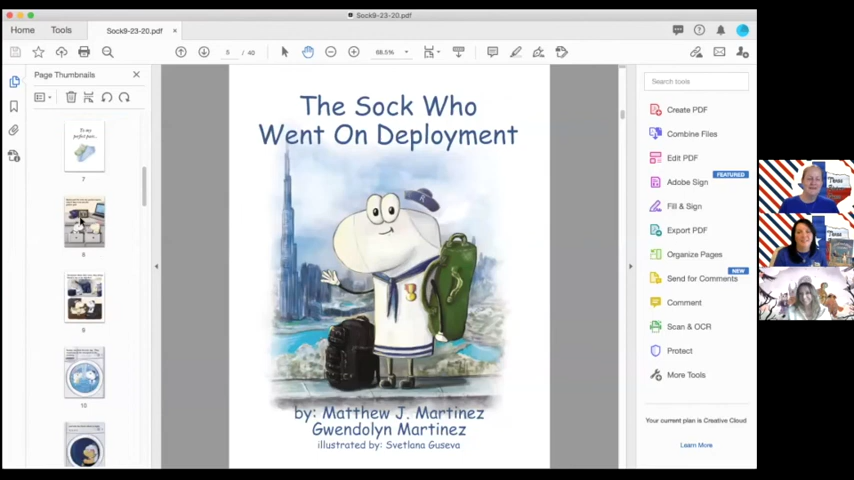 Sock9-23-20.pdf
Home
Tools
Sock9-23-20.pdf
5 / 40
68.5%
Page Thumbnails
To my
perfect pair...
7
8
9
10
The Sock Who
Went On Deployment
by: Matthew J. Martinez
Gwendolyn Martinez
illustrated by: Svetlana Guseva
Search tools
Create PDF
Combine Files
Edit PDF
FEATURED
Adobe Sign
Fill & Sign
Export PDF
Organize Pages
NEW
Send for Comments
Comment
Scan & OCR
Protect
More Tools
Your current plan is Creative Cloud
Learn More